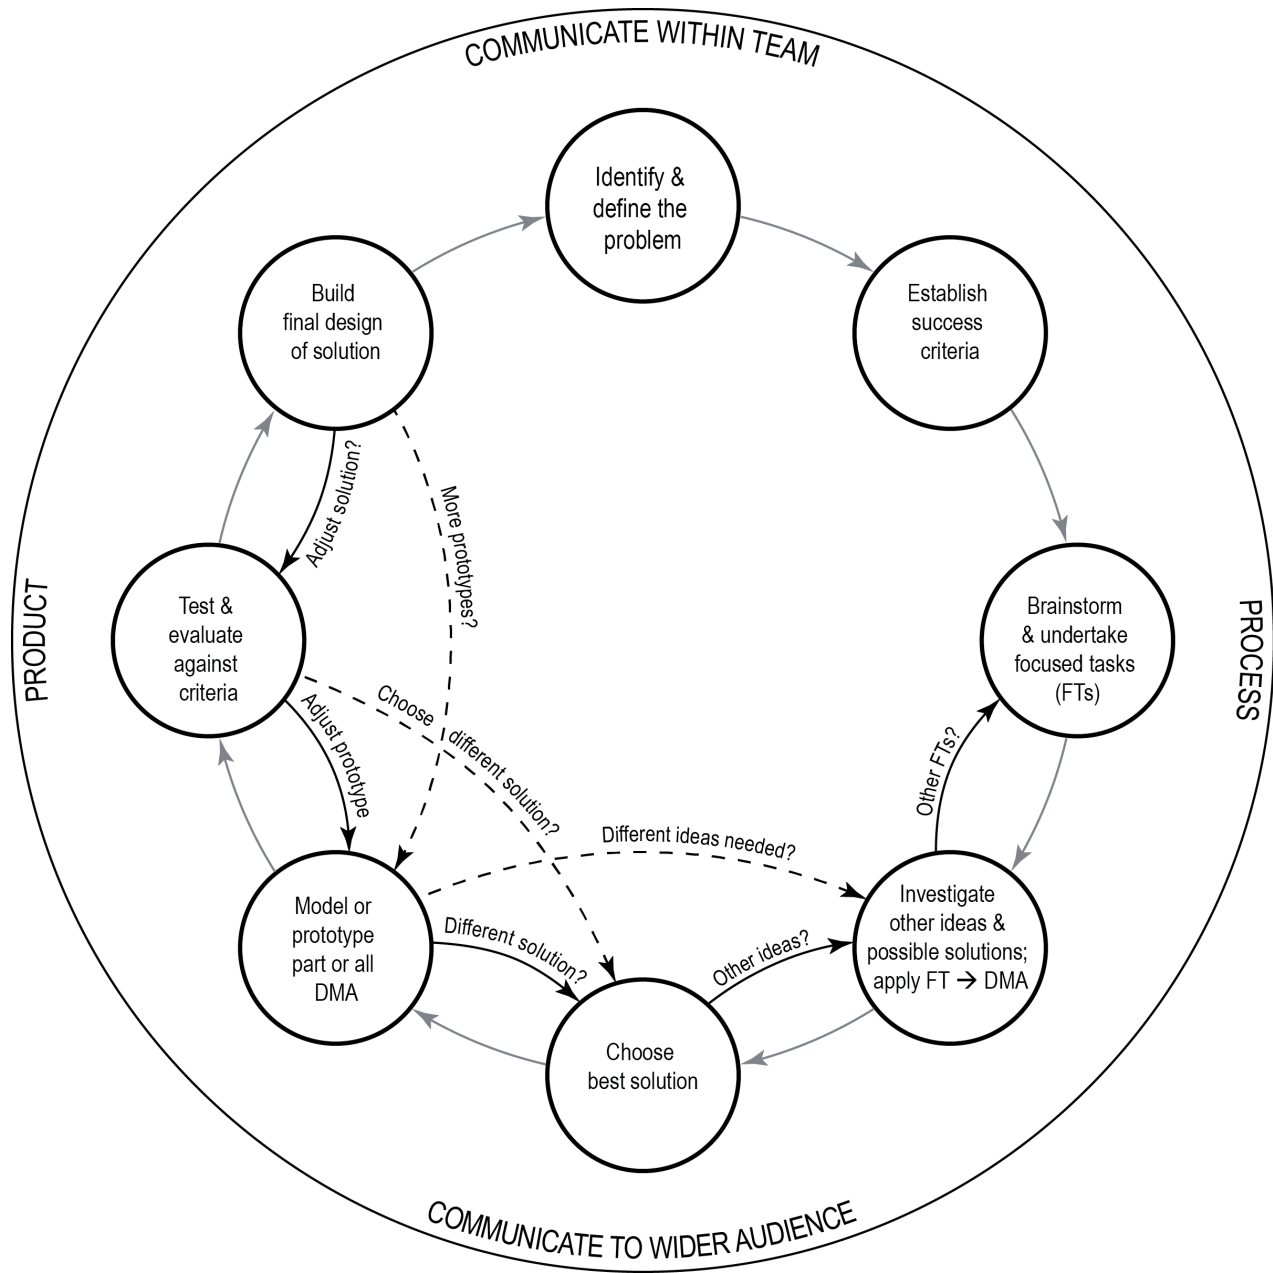 COMMUNICATE WITHIN TEAM
Identify &
define the
problem
Establish
success
criteria
Brainstorm
& undertake
focused tasks
(FTs)
Investigate
other ideas &
possible solutions;
apply FT → DMA
Choose
best solution
Model or
prototype
part or all
DMA
Test &
evaluate
against
criteria
Build
final design
of solution
Adjust solution?
More prototypes?
Choose different solution?
Adjust prototype
Different ideas needed?
Different solution?
Other ideas?
Other FTs?
PRODUCT
PROCESS
COMMUNICATE TO WIDER AUDIENCE